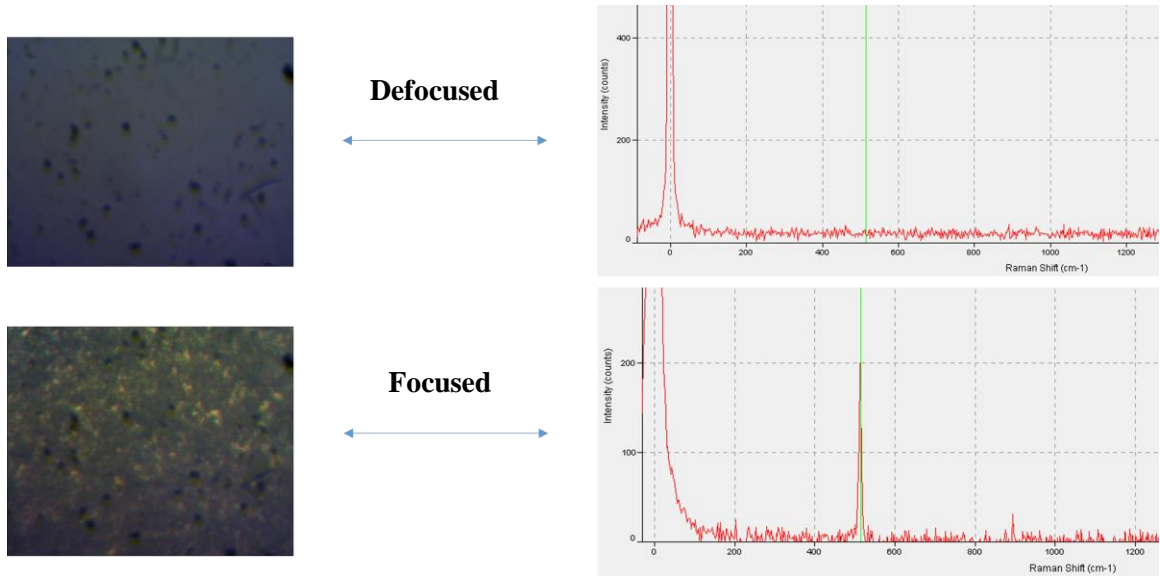 Defocused
Intensity (counts)
400
200
0
0 200 400 600 800 1000 1200
Raman Shift (cm-1)
Focused
Intensity (counts)
200
100
0
0 200 400 600 800 1000 1200
Raman Shift (cm-1)